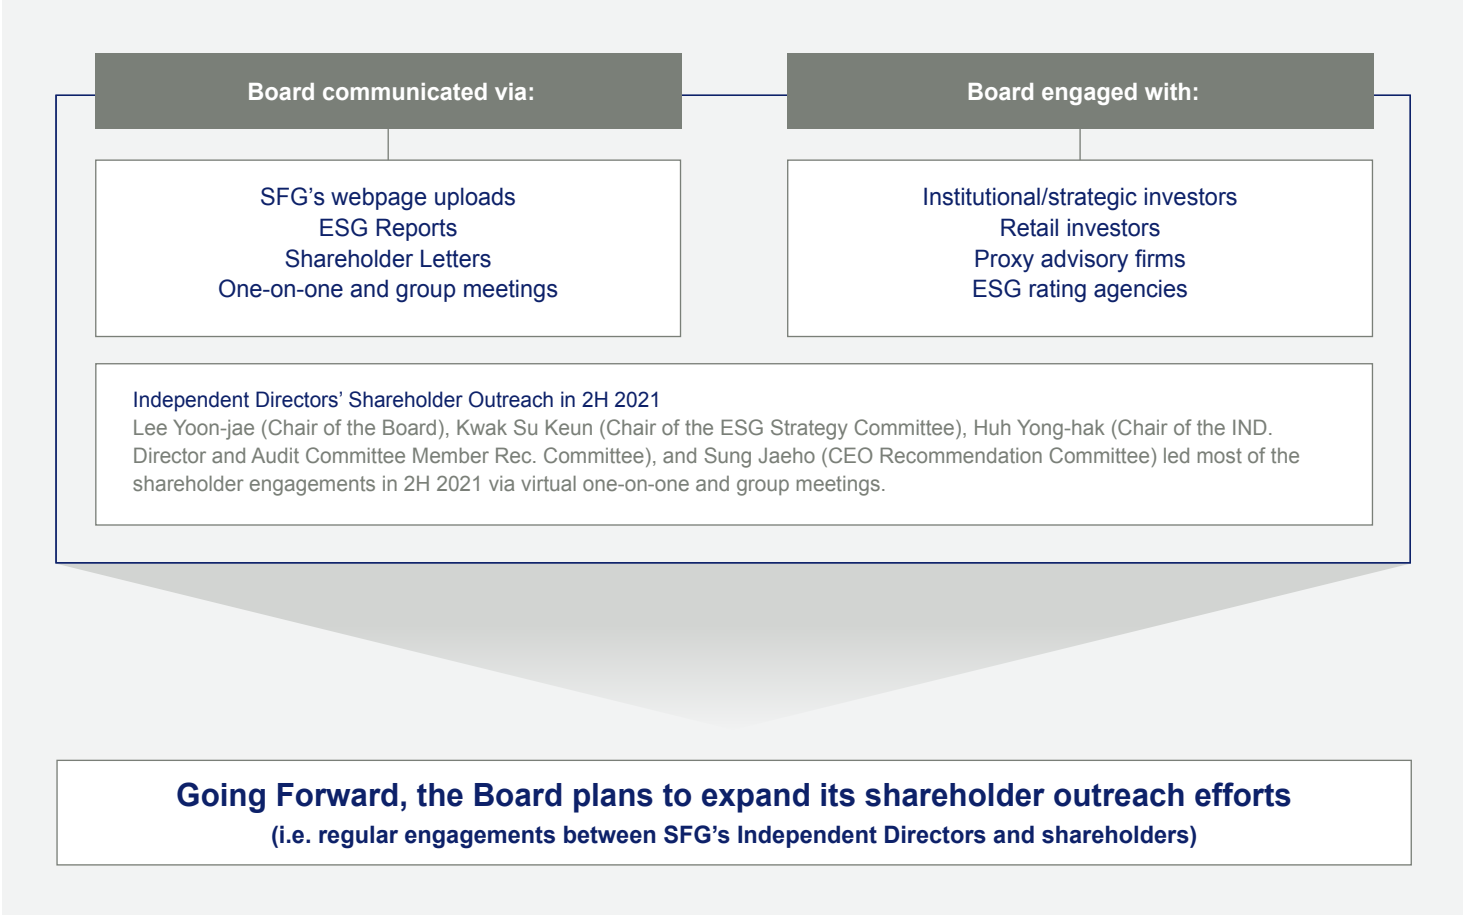 Board communicated via:
SFG’s webpage uploads
ESG Reports
Shareholder Letters
One-on-one and group meetings
Board engaged with:
Institutional/strategic investors
Retail investors
Proxy advisory firms
ESG rating agencies
Independent Directors’ Shareholder Outreach in 2H 2021
Lee Yoon-jae (Chair of the Board), Kwak Su Keun (Chair of the ESG Strategy Committee), Huh Yong-hak (Chair of the IND.
Director and Audit Committee Member Rec. Committee), and Sung Jaeho (CEO Recommendation Committee) led most of the
shareholder engagements in 2H 2021 via virtual one-on-one and group meetings.
Going Forward, the Board plans to expand its shareholder outreach efforts
(i.e. regular engagements between SFG’s Independent Directors and shareholders)